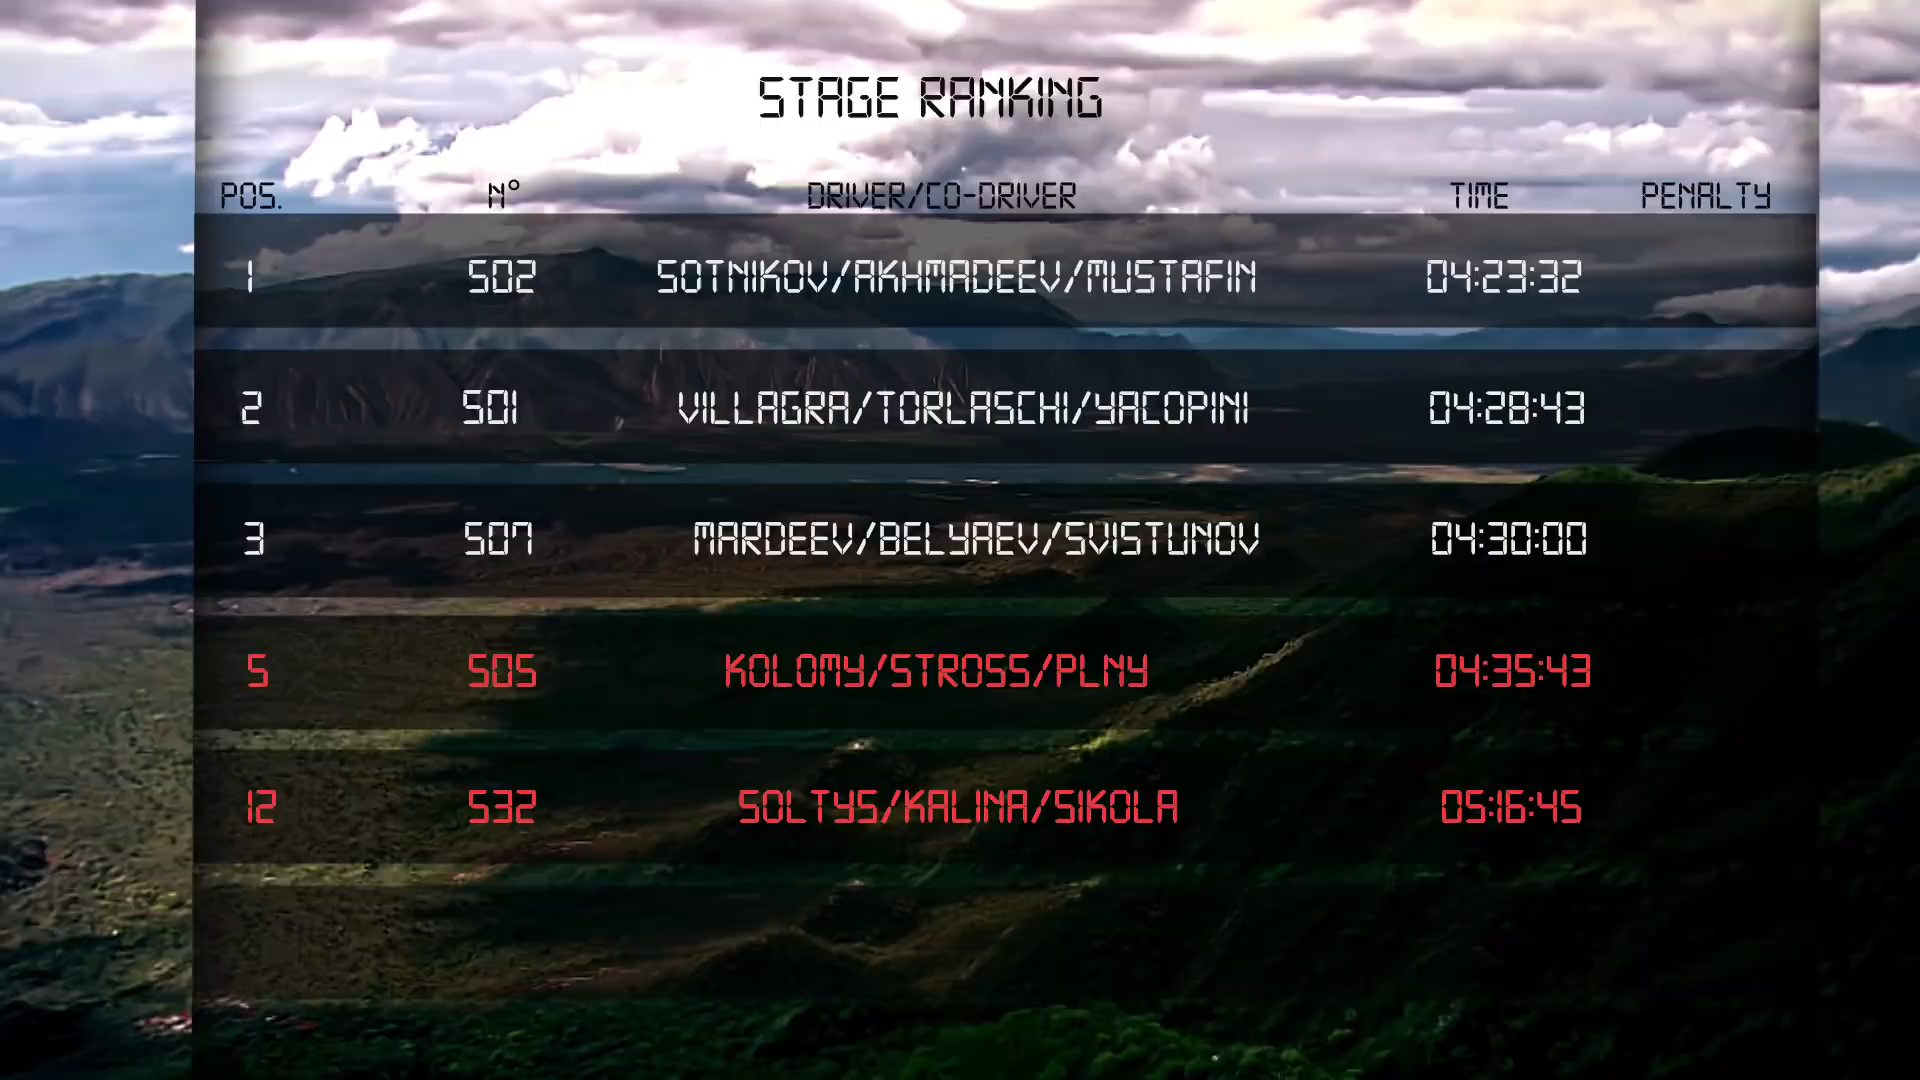 STAGE RANKING
POS. N° DRIVER/CO-DRIVER TIME PENALTY
1 502 SOTNIKOV/AKHMADEEV/MUSTAFIN 04:23:32
2 501 VILLAGRA/TORLASCHI/YACOPINI 04:28:43
3 507 MARDEEV/BELYAEV/SVISTUNOV 04:30:00
5 505 KOLOMY/STROSS/PLNY 04:35:43
12 532 SOLTYS/KALINA/SIKOLA 05:16:45